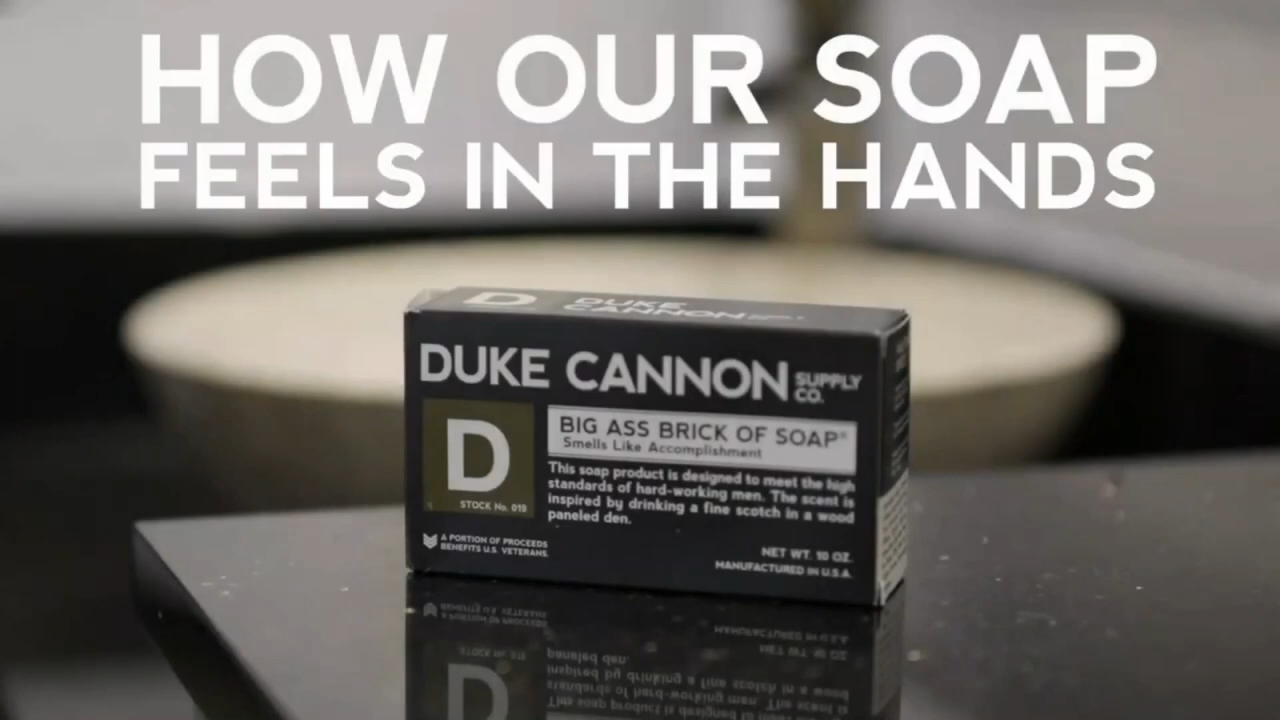 HOW OUR SOAP
FEELS IN THE HANDS
D DUKE CANNON
DUKE CANNON SUPPLY CO.
D
STOCK No. 019
BIG ASS BRICK OF SOAP®
Smells Like Accomplishment
This soap product is designed to meet the high
standards of hard-working men. The scent is
inspired by drinking a fine scotch in a wood
paneled den.
A PORTION OF PROCEEDS
BENEFITS U.S. VETERANS.
NET WT. 10 OZ.
MANUFACTURED IN U.S.A.